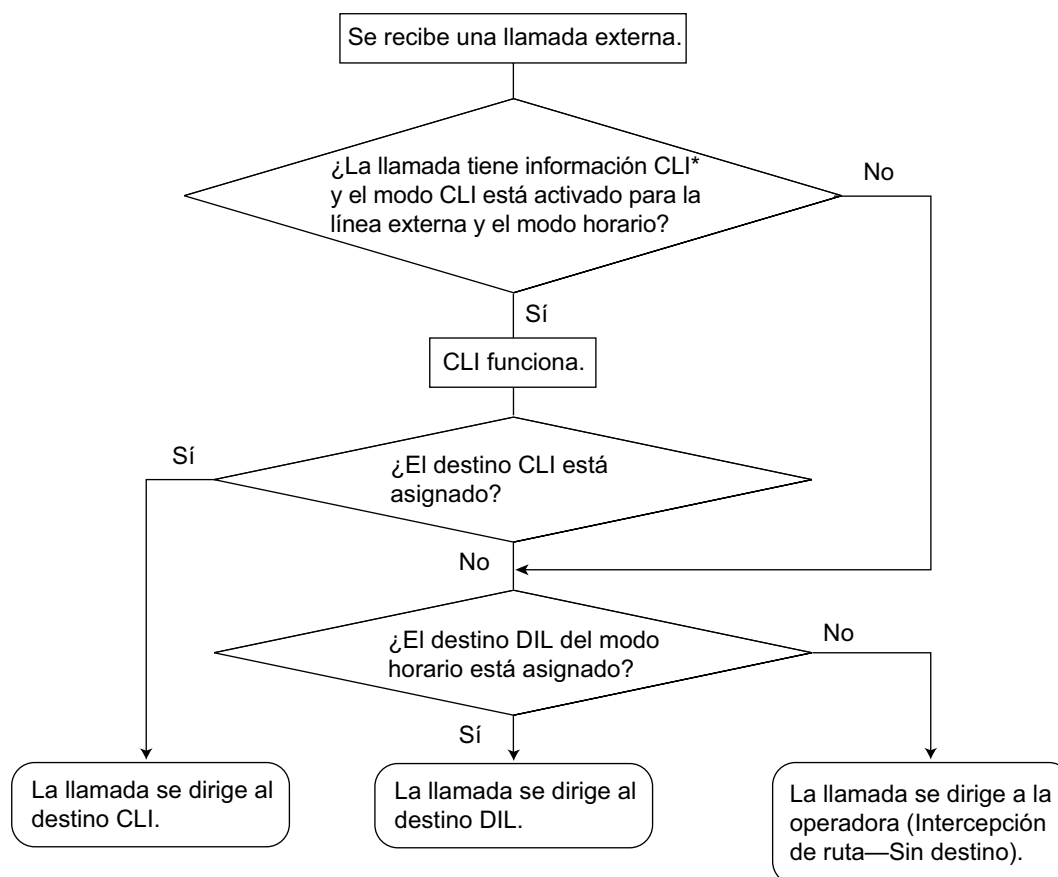 Se recibe una llamada externa.
¿La llamada tiene información CLI*
y el modo CLI está activado para la
línea externa y el modo horario?
No
Sí
CLI funciona.
Sí
¿El destino CLI está
asignado?
No
¿El destino DIL del modo
horario está asignado?
No
Sí
La llamada se dirige al
destino CLI.
La llamada se dirige al
destino DIL.
La llamada se dirige a la
operadora (Intercepción
de ruta—Sin destino).